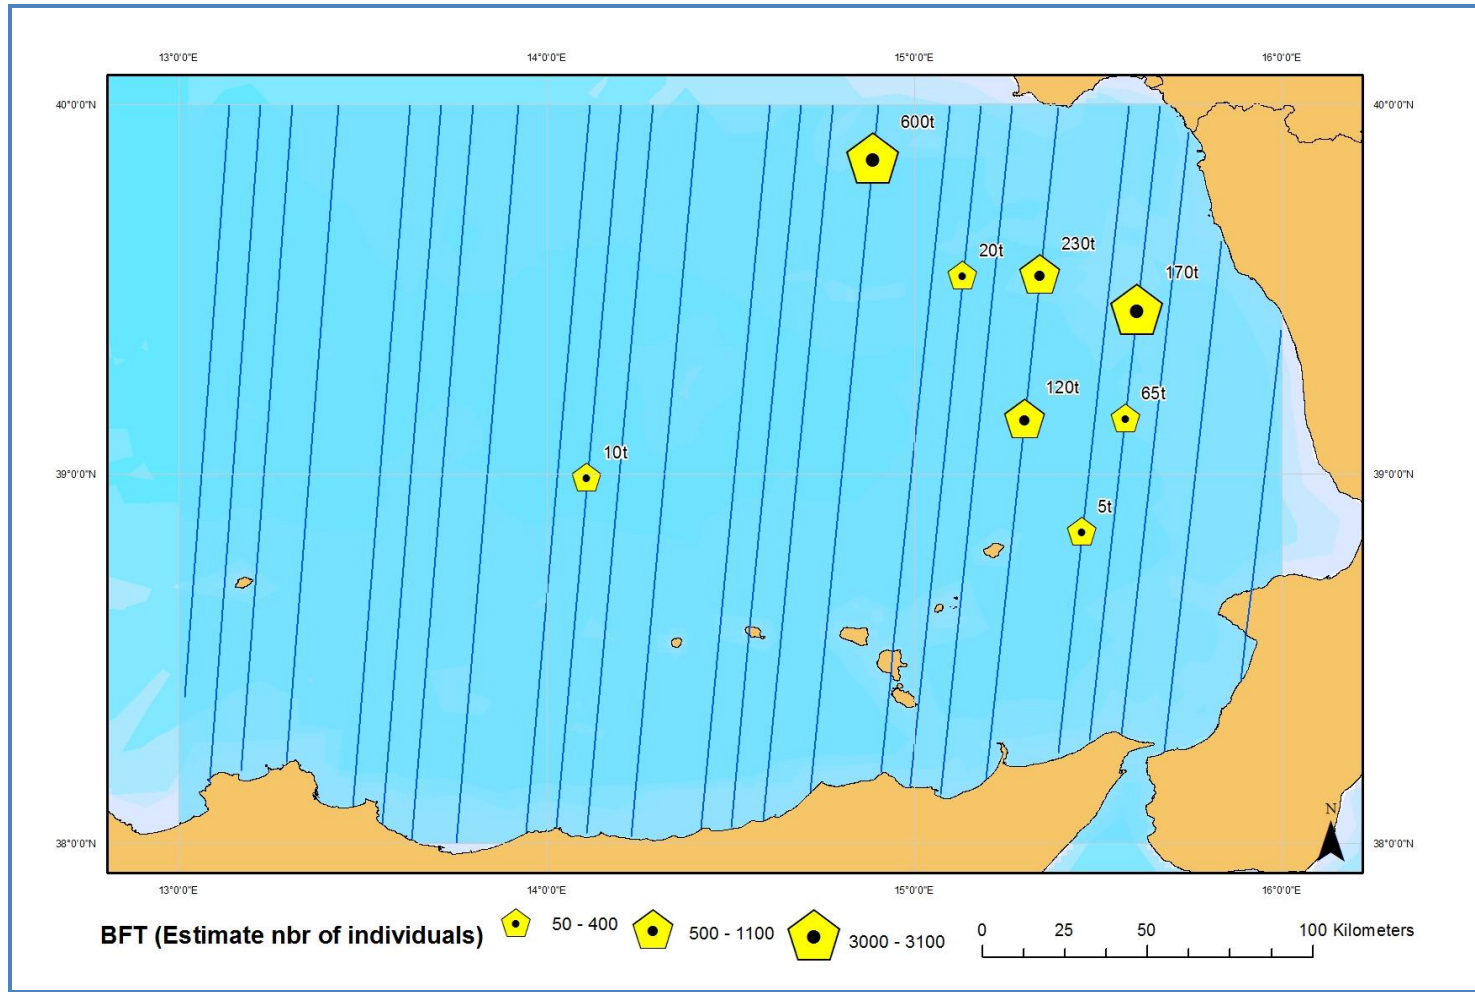 13°0'0"E 14°0'0"E 15°0'0"E 16°0'0"E
40°0'0"N 40°0'0"N
600t
20t
230t
170t
120t
65t
10t
39°0'0"N 39°0'0"N
5t
N
38°0'0"N 38°0'0"N
13°0'0"E 14°0'0"E 15°0'0"E 16°0'0"E
BFT (Estimate nbr of individuals) 50 - 400 500 - 1100 3000 - 3100
0 25 50 100 Kilometers